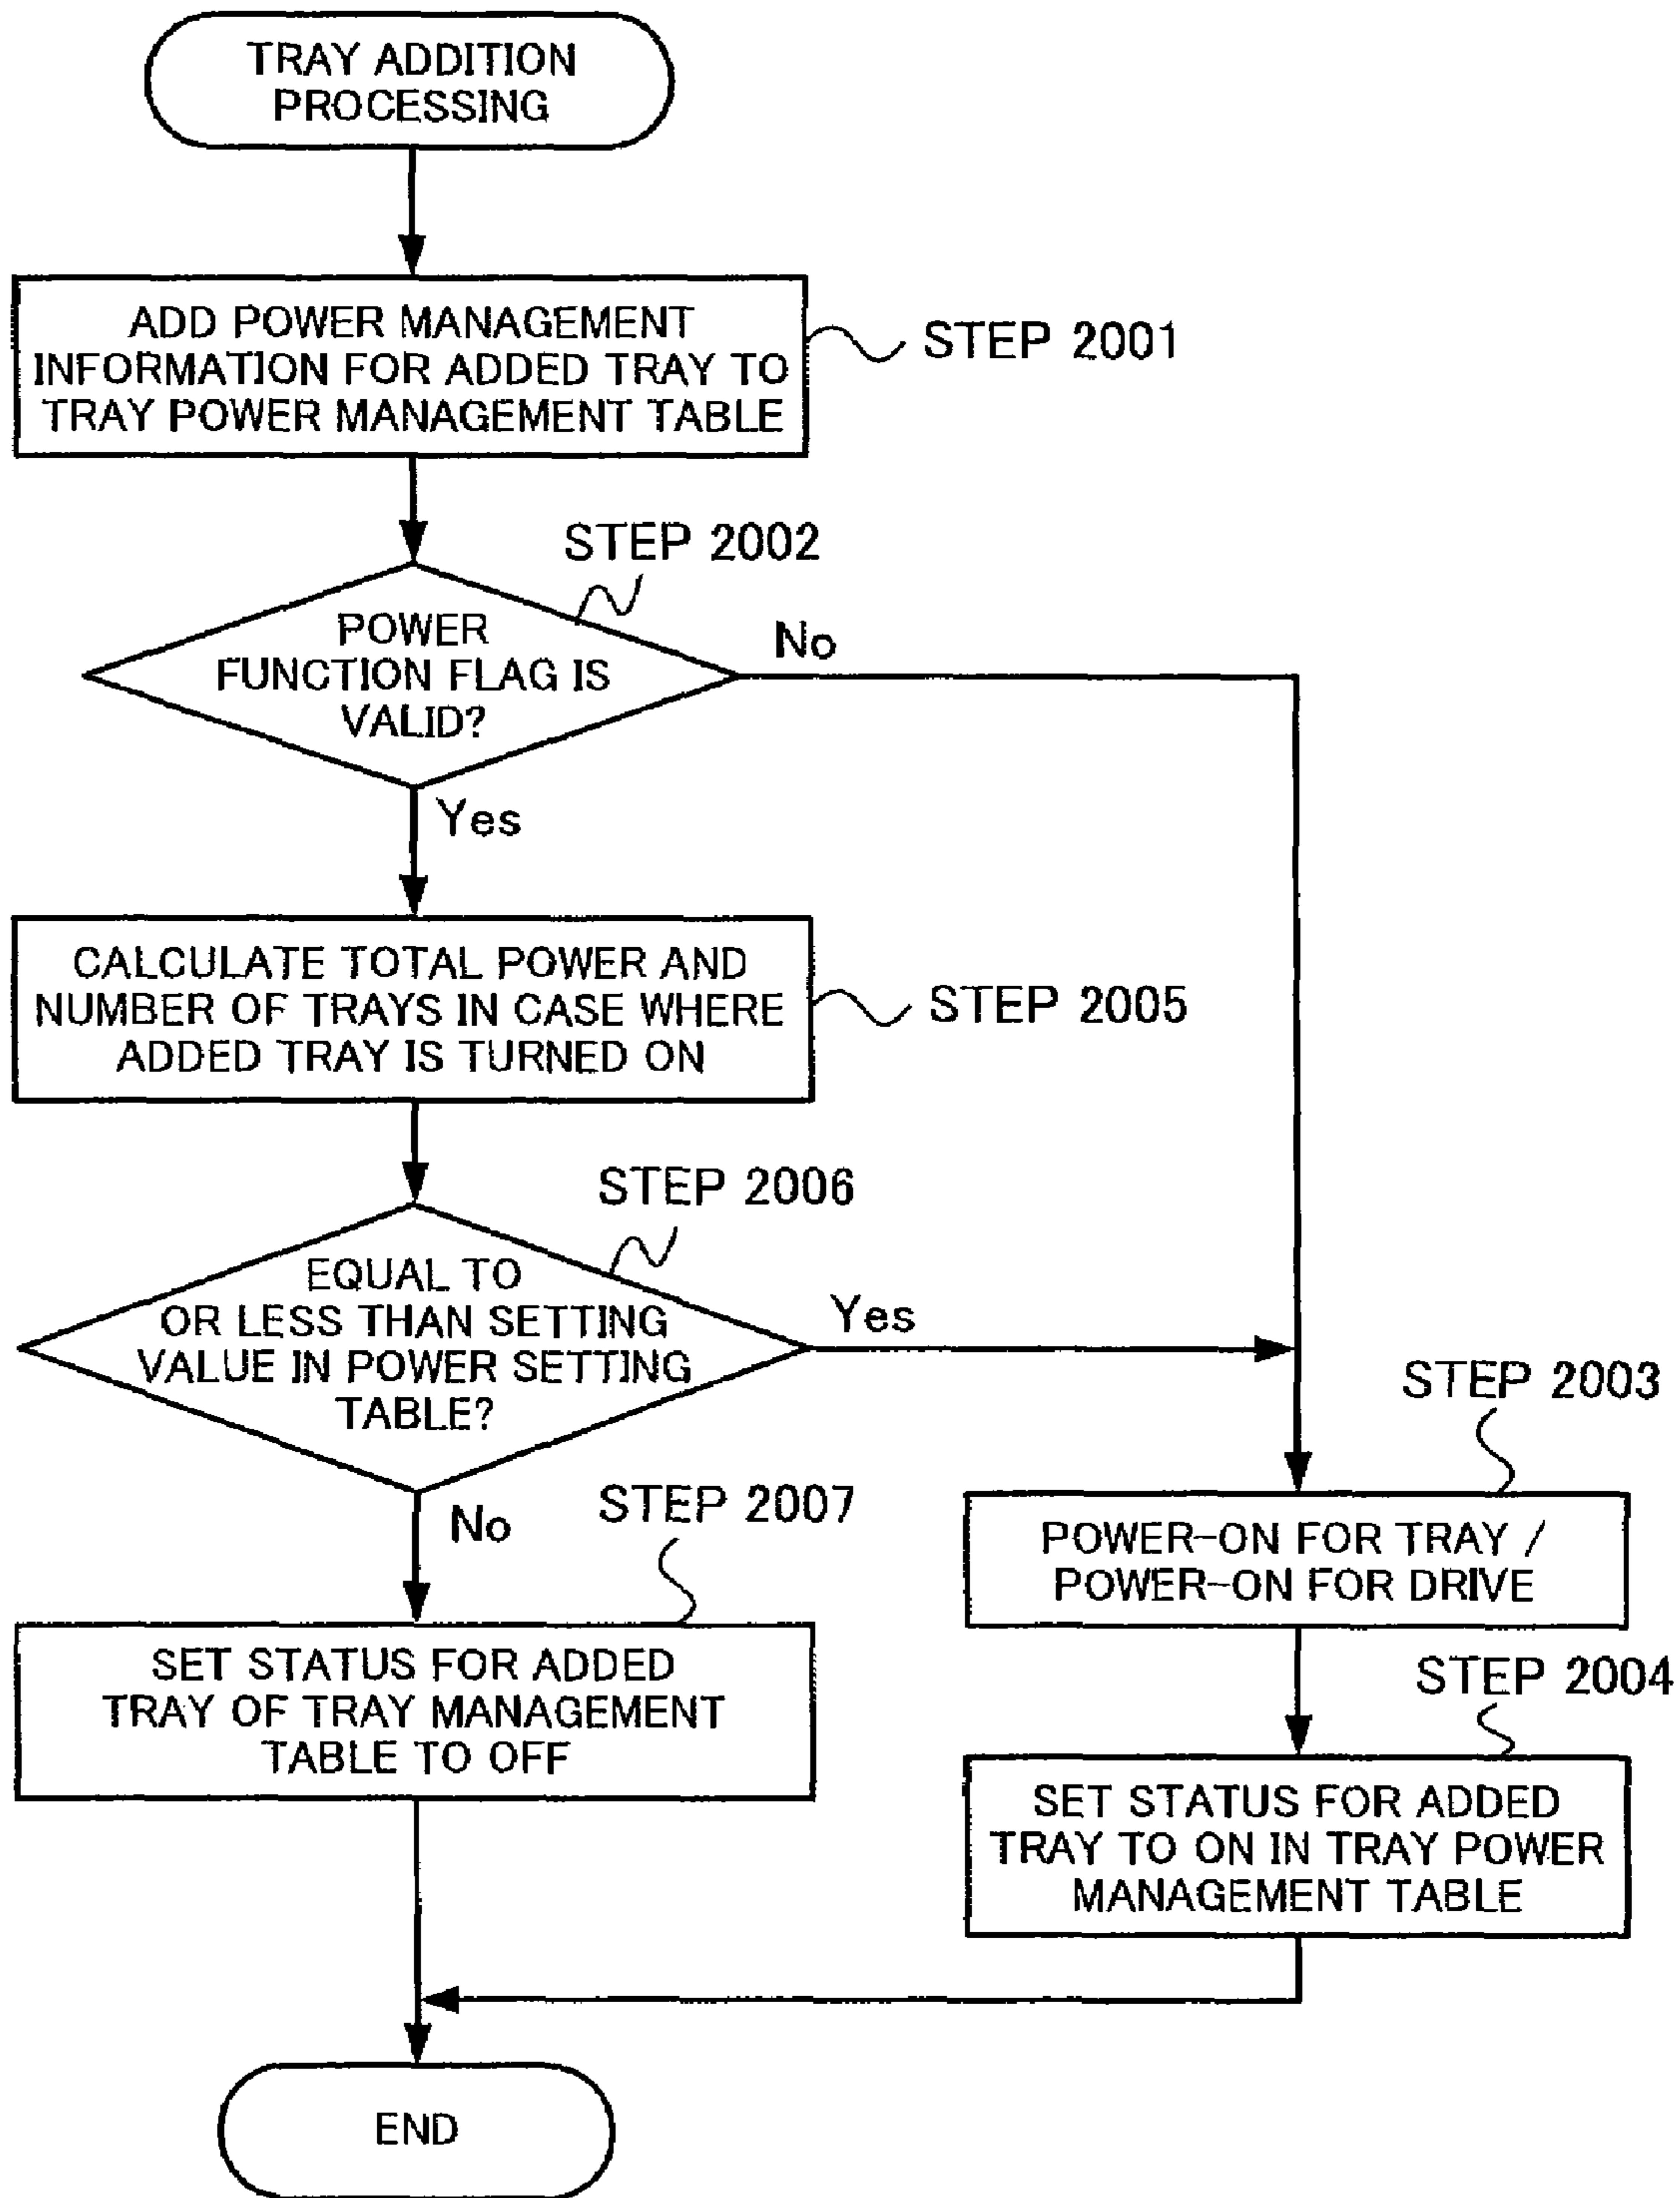 TRAY ADDITION
PROCESSING
ADD POWER MANAGEMENT
INFORMATION FOR ADDED TRAY TO
TRAY POWER MANAGEMENT TABLE
STEP 2001
STEP 2002
POWER
FUNCTION FLAG IS
VALID?
No
Yes
CALCULATE TOTAL POWER AND
NUMBER OF TRAYS IN CASE WHERE
ADDED TRAY IS TURNED ON
STEP 2005
STEP 2006
EQUAL TO
OR LESS THAN SETTING
VALUE IN POWER SETTING
TABLE?
Yes
No
STEP 2003
POWER-ON FOR TRAY /
POWER-ON FOR DRIVE
STEP 2007
SET STATUS FOR ADDED
TRAY OF TRAY MANAGEMENT
TABLE TO OFF
STEP 2004
SET STATUS FOR ADDED
TRAY TO ON IN TRAY POWER
MANAGEMENT TABLE
END